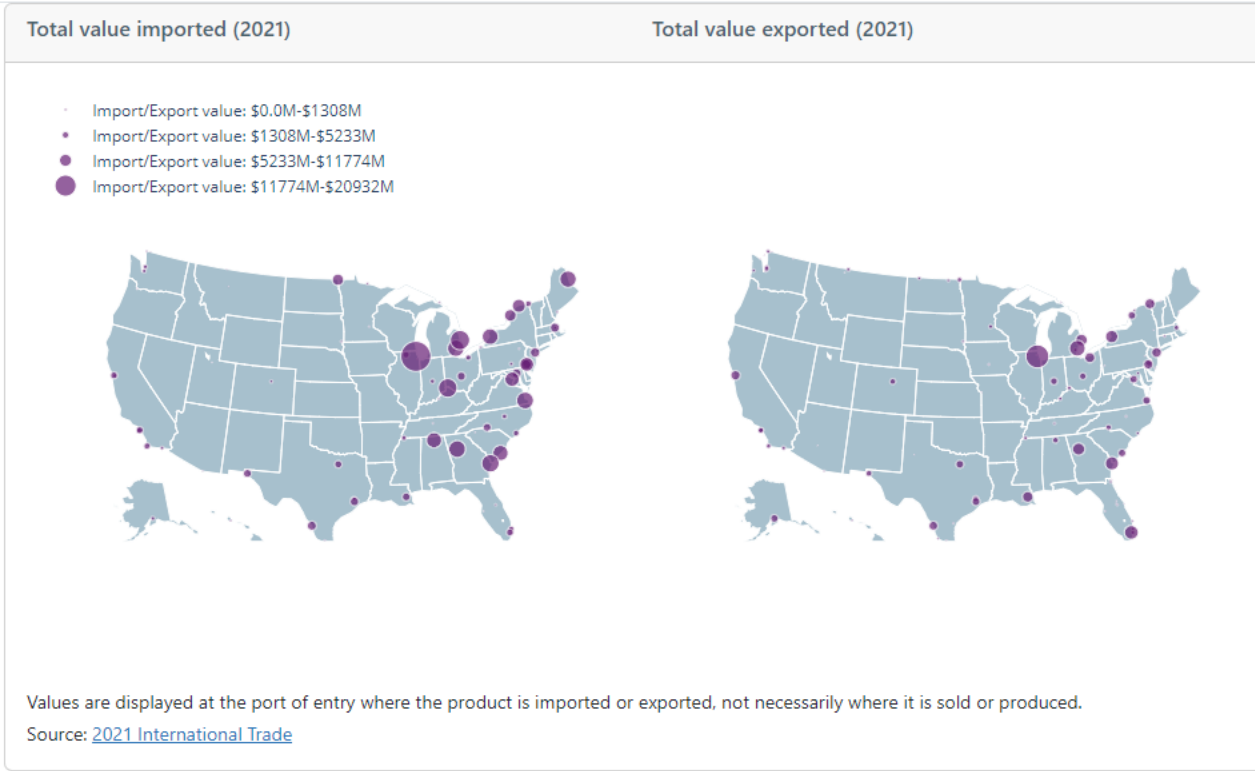 Total value imported (2021)
Total value exported (2021)
Import/Export value: $0.0M-$1308M
Import/Export value: $1308M-$5233M
Import/Export value: $5233M-$11774M
Import/Export value: $11774M-$20932M
Values are displayed at the port of entry where the product is imported or exported, not necessarily where it is sold or produced.
Source: 2021 International Trade